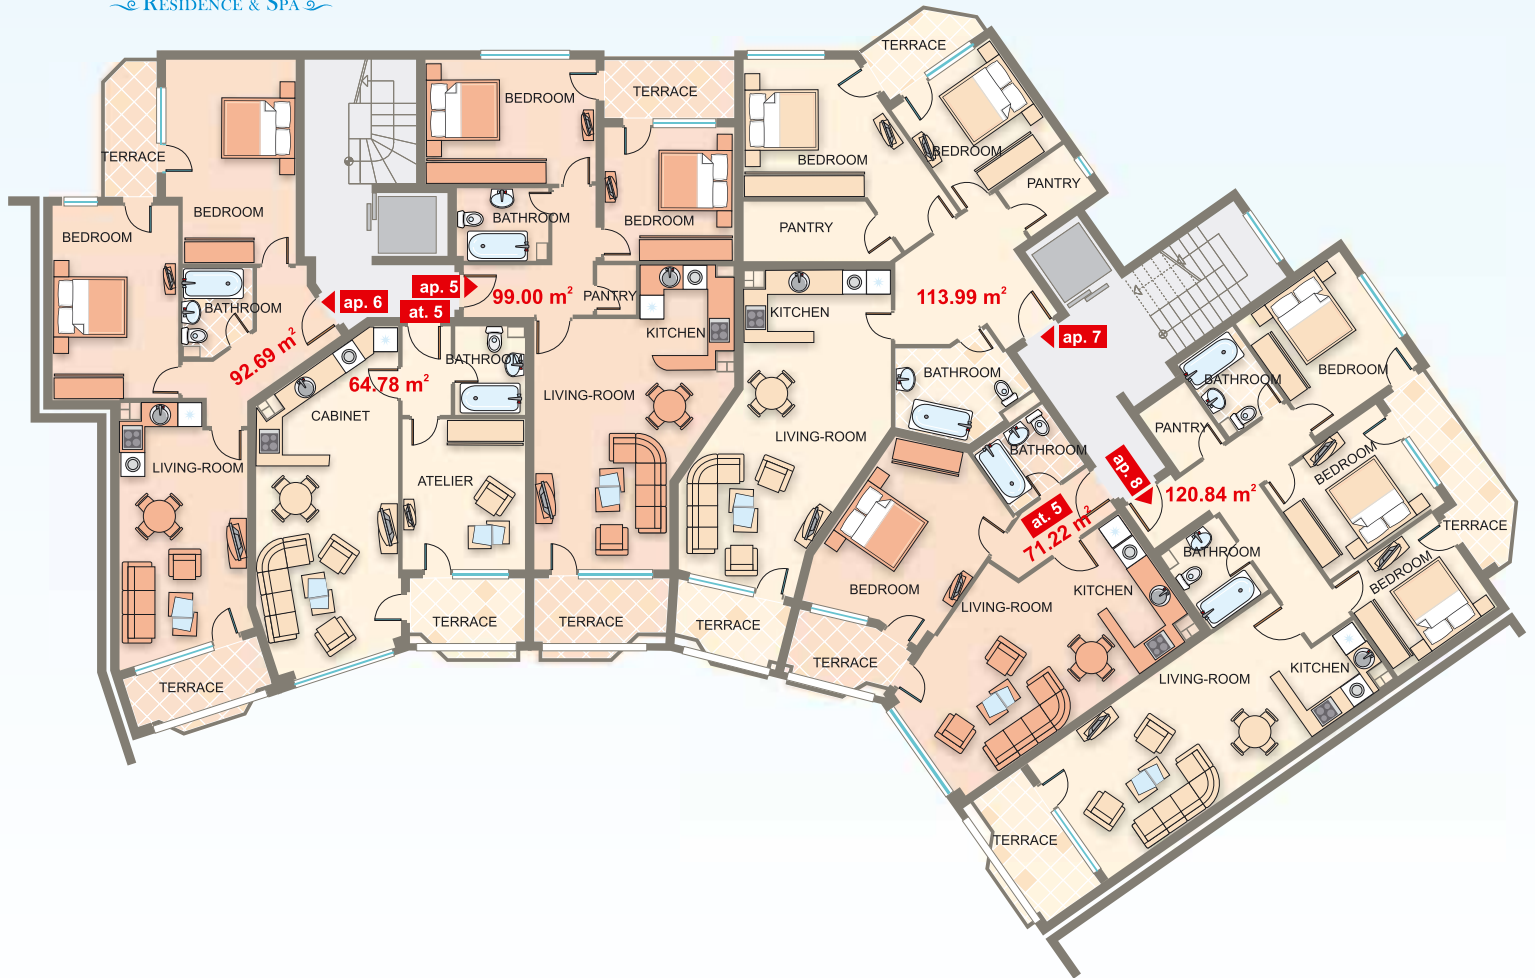 RESIDENCE & SPA
TERRACE
BEDROOM
TERRACE
BEDROOM
TERRACE
BEDROOM
BEDROOM
PANTRY
TERRACE
BEDROOM
BATHROOM
BEDROOM
PANTRY
BEDROOM
BATHROOM
ap. 6
ap. 5
at. 5
99.00 m²
PANTRY
KITCHEN
KITCHEN
113.99 m²
ap. 7
92.69 m²
64.78 m²
BATHROOM
CABINET
LIVING-ROOM
BATHROOM
BATHROOM
BEDROOM
LIVING-ROOM
PANTRY
BATHROOM
LIVING-ROOM
ATELIER
ap. 8
120.84 m²
BEDROOM
at. 5
71.22 m²
TERRACE
BATHROOM
BEDROOM
BEDROOM
LIVING-ROOM
KITCHEN
TERRACE
TERRACE
TERRACE
TERRACE
TERRACE
LIVING-ROOM
KITCHEN
TERRACE